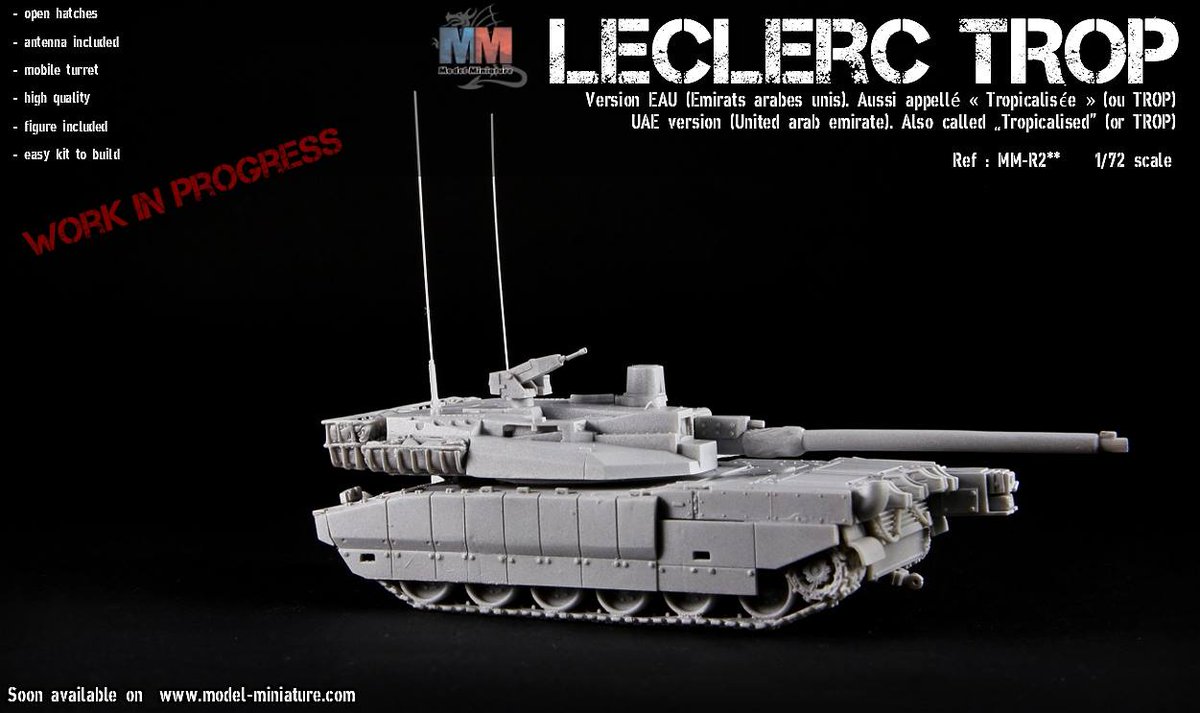 - open hatches
- antenna included
- mobile turret
- high quality
- figure included
- easy kit to build
WORK IN PROGRESS
MM
Model-Miniature
LECLERC TROP
Version EAU (Emirats arabes unis). Aussi appellé « Tropicalisée » (ou TROP)
UAE version (United arab emirate). Also called „Tropicalised” (or TROP)
Ref : MM-R2** 1/72 scale
Soon available on www.model-miniature.com